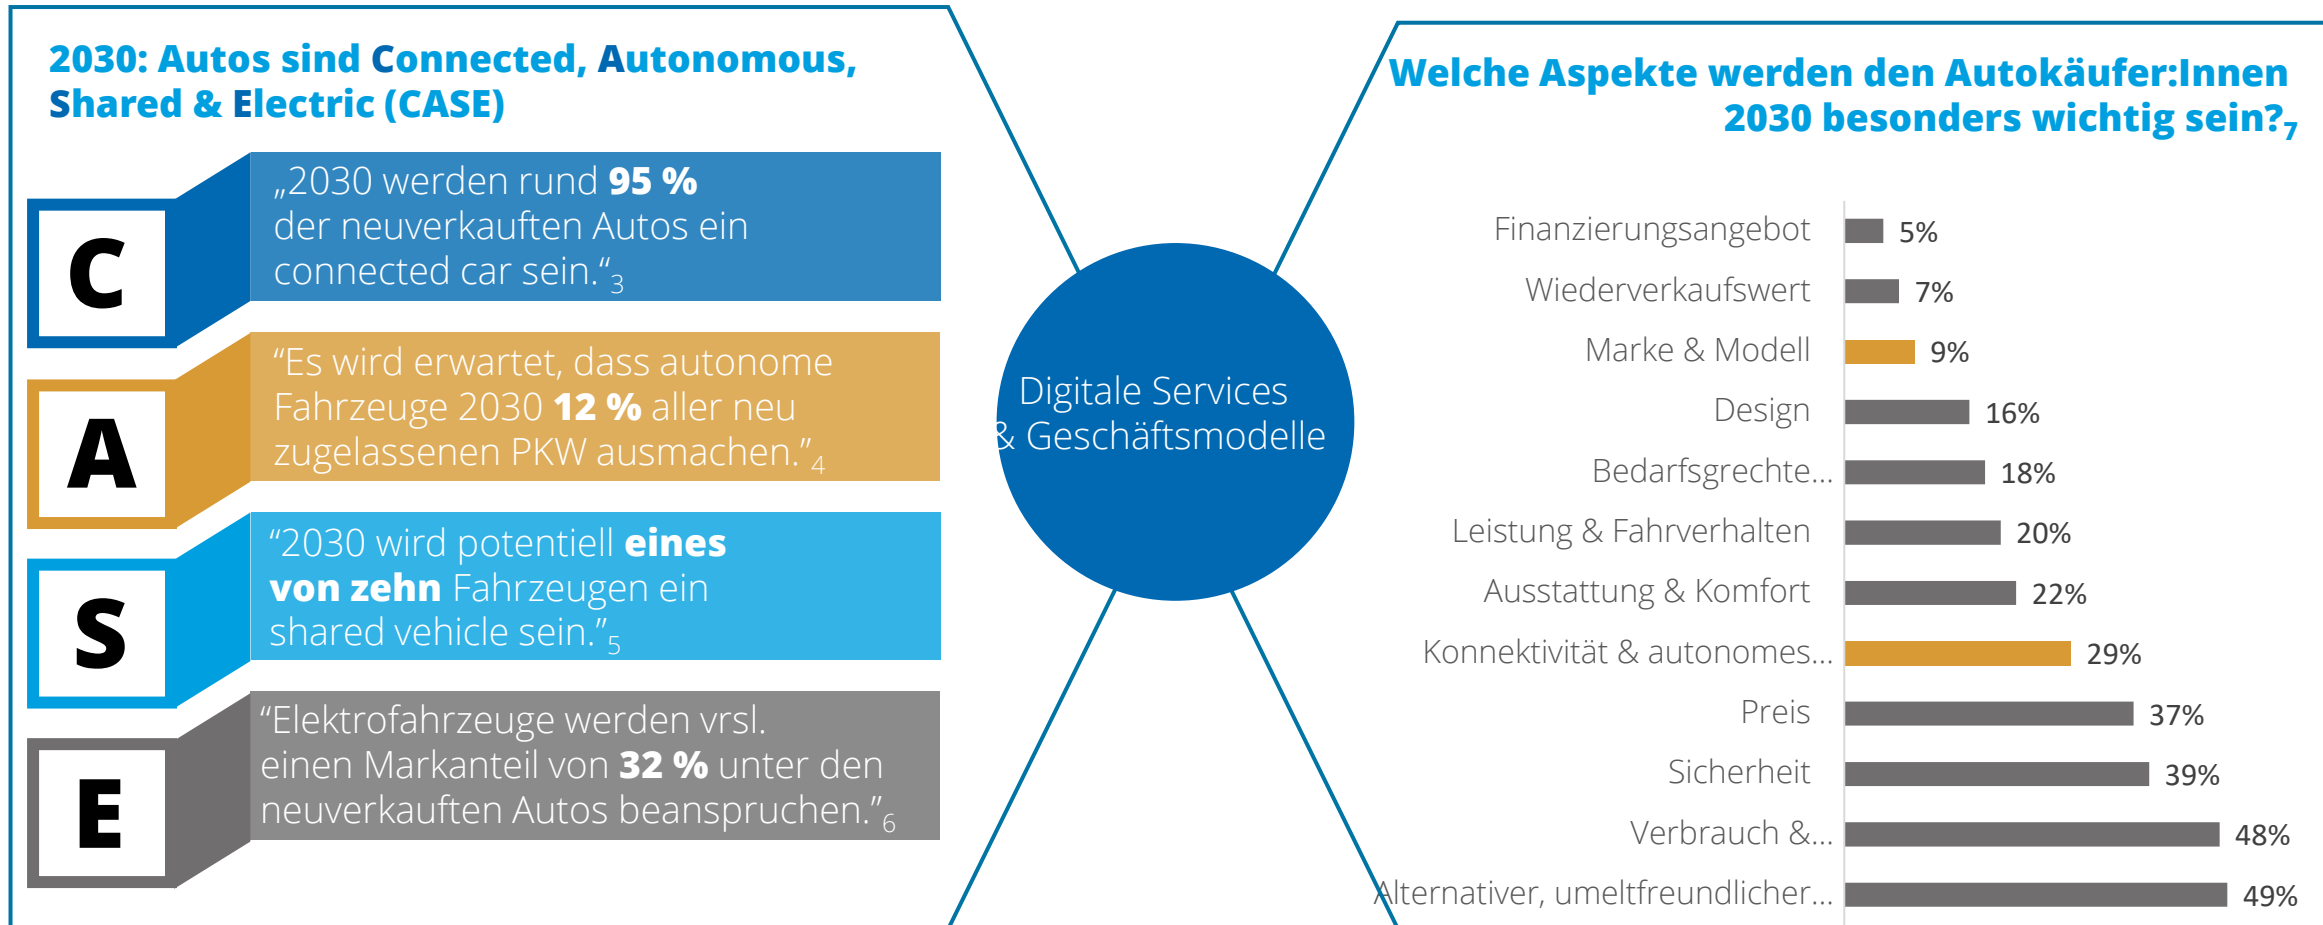 2030: Autos sind Connected, Autonomous,
Shared & Electric (CASE)
C
„2030 werden rund 95 %
der neuverkauften Autos ein
connected car sein.“3
A
“Es wird erwartet, dass autonome
Fahrzeuge 2030 12 % aller neu
zugelassenen PKW ausmachen.”4
S
“2030 wird potentiell eines
von zehn Fahrzeugen ein
shared vehicle sein.”5
E
“Elektrofahrzeuge werden vrsl.
einen Markanteil von 32 % unter den
neuverkauften Autos beanspruchen.”6
Digitale Services
& Geschäftsmodelle
Welche Aspekte werden den Autokäufer:Innen
2030 besonders wichtig sein?7
Finanzierungsangebot 5%
Wiederverkaufswert 7%
Marke & Modell 9%
Design 16%
Bedarfsgrechte... 18%
Leistung & Fahrverhalten 20%
Ausstattung & Komfort 22%
Konnektivität & autonomes... 29%
Preis 37%
Sicherheit 39%
Verbrauch &... 48%
Alternativer, umeltfreundlicher... 49%